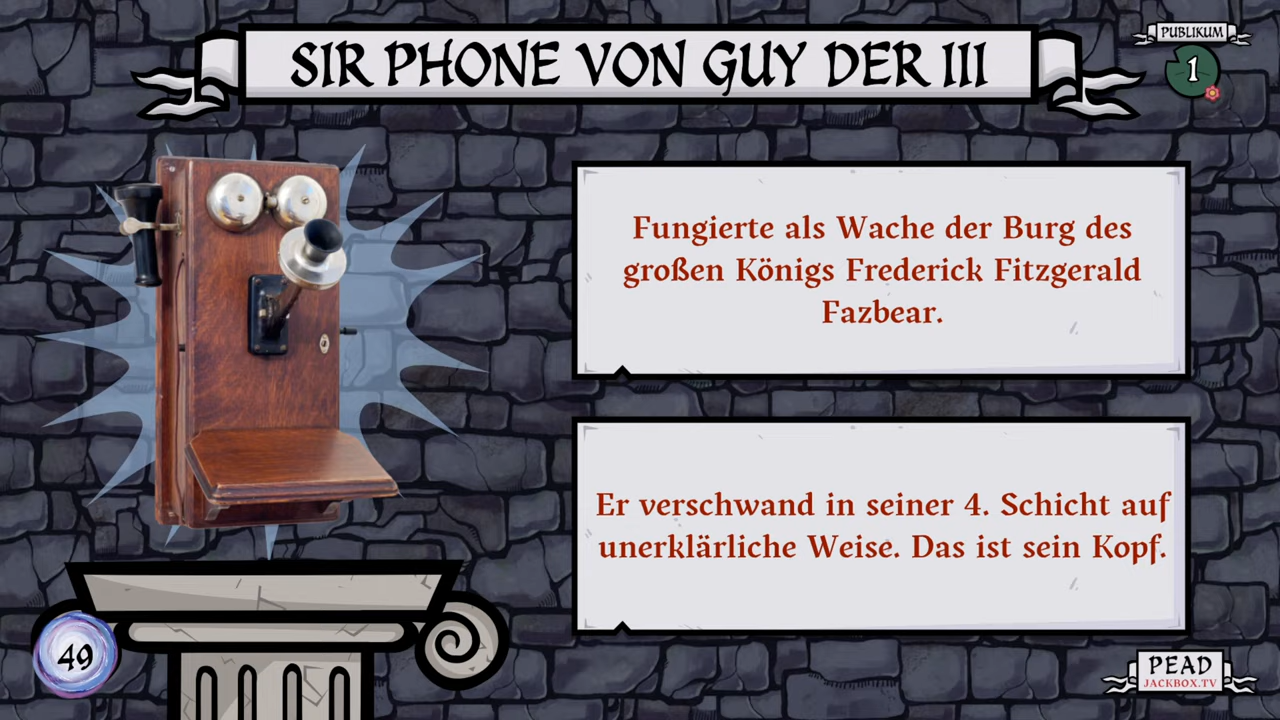 SIR PHONE VON GUY DER III
PUBLIKUM
1
Fungierte als Wache der Burg des
großen Königs Frederick Fitzgerald
Fazbear.
Er verschwand in seiner 4. Schicht auf
unerklärliche Weise. Das ist sein Kopf.
49
PEAD
JACKBOX.TV